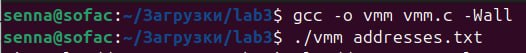 senna@sofac:~/Загрузки/lab3$ gcc -o vmm vmm.c -Wall
senna@sofac:~/Загрузки/lab3$ ./vmm addresses.txt